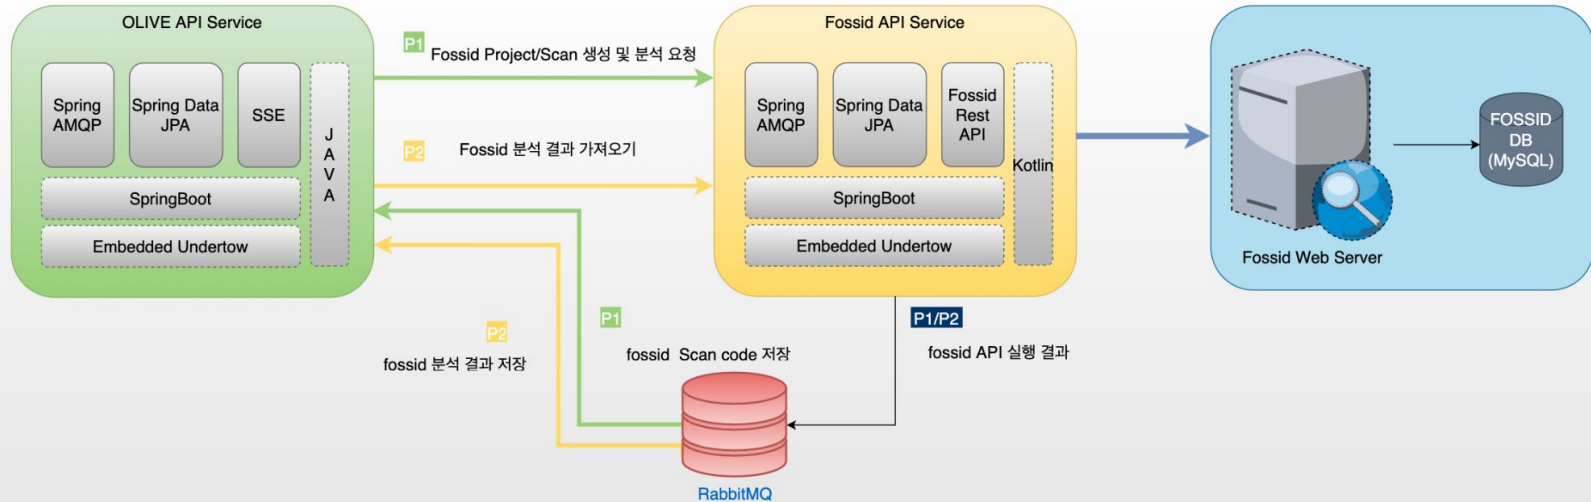 OLIVE API Service
Spring
AMQP
Spring Data
JPA
SSE
J
A
V
A
SpringBoot
Embedded Undertow
P1
Fossid Project/Scan 생성 및 분석 요청
P2
Fossid 분석 결과 가져오기
Fossid API Service
Spring
AMQP
Spring Data
JPA
Fossid
Rest
API
Kotlin
SpringBoot
Embedded Undertow
Fossid Web Server
FOSSID
DB
(MySQL)
P2
fossid 분석 결과 저장
P1
fossid Scan code 저장
P1/P2
fossid API 실행 결과
RabbitMQ